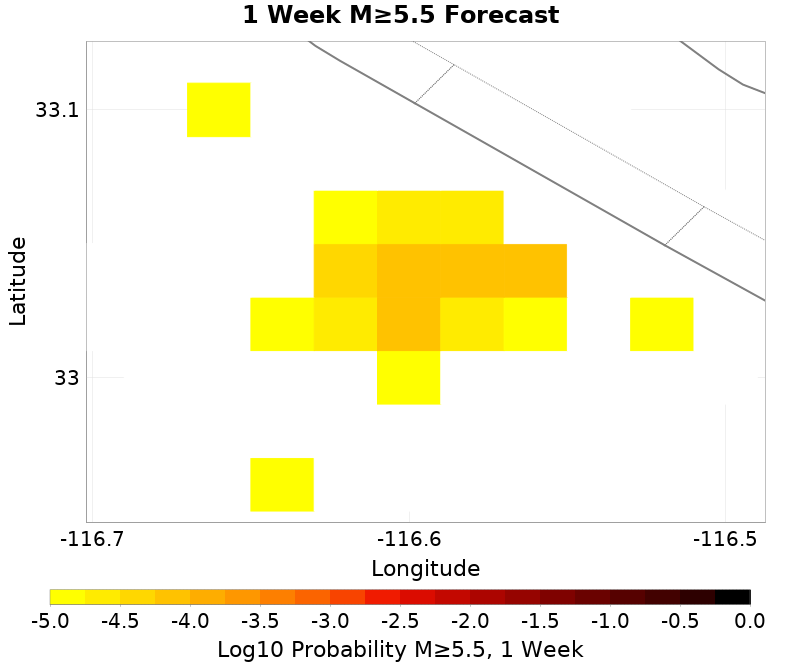 1 Week M≥5.5 Forecast
33.1
33
Latitude
-116.7 -116.6 -116.5
Longitude
-5.0 -4.5 -4.0 -3.5 -3.0 -2.5 -2.0 -1.5 -1.0 -0.5 0.0
Log10 Probability M≥5.5, 1 Week